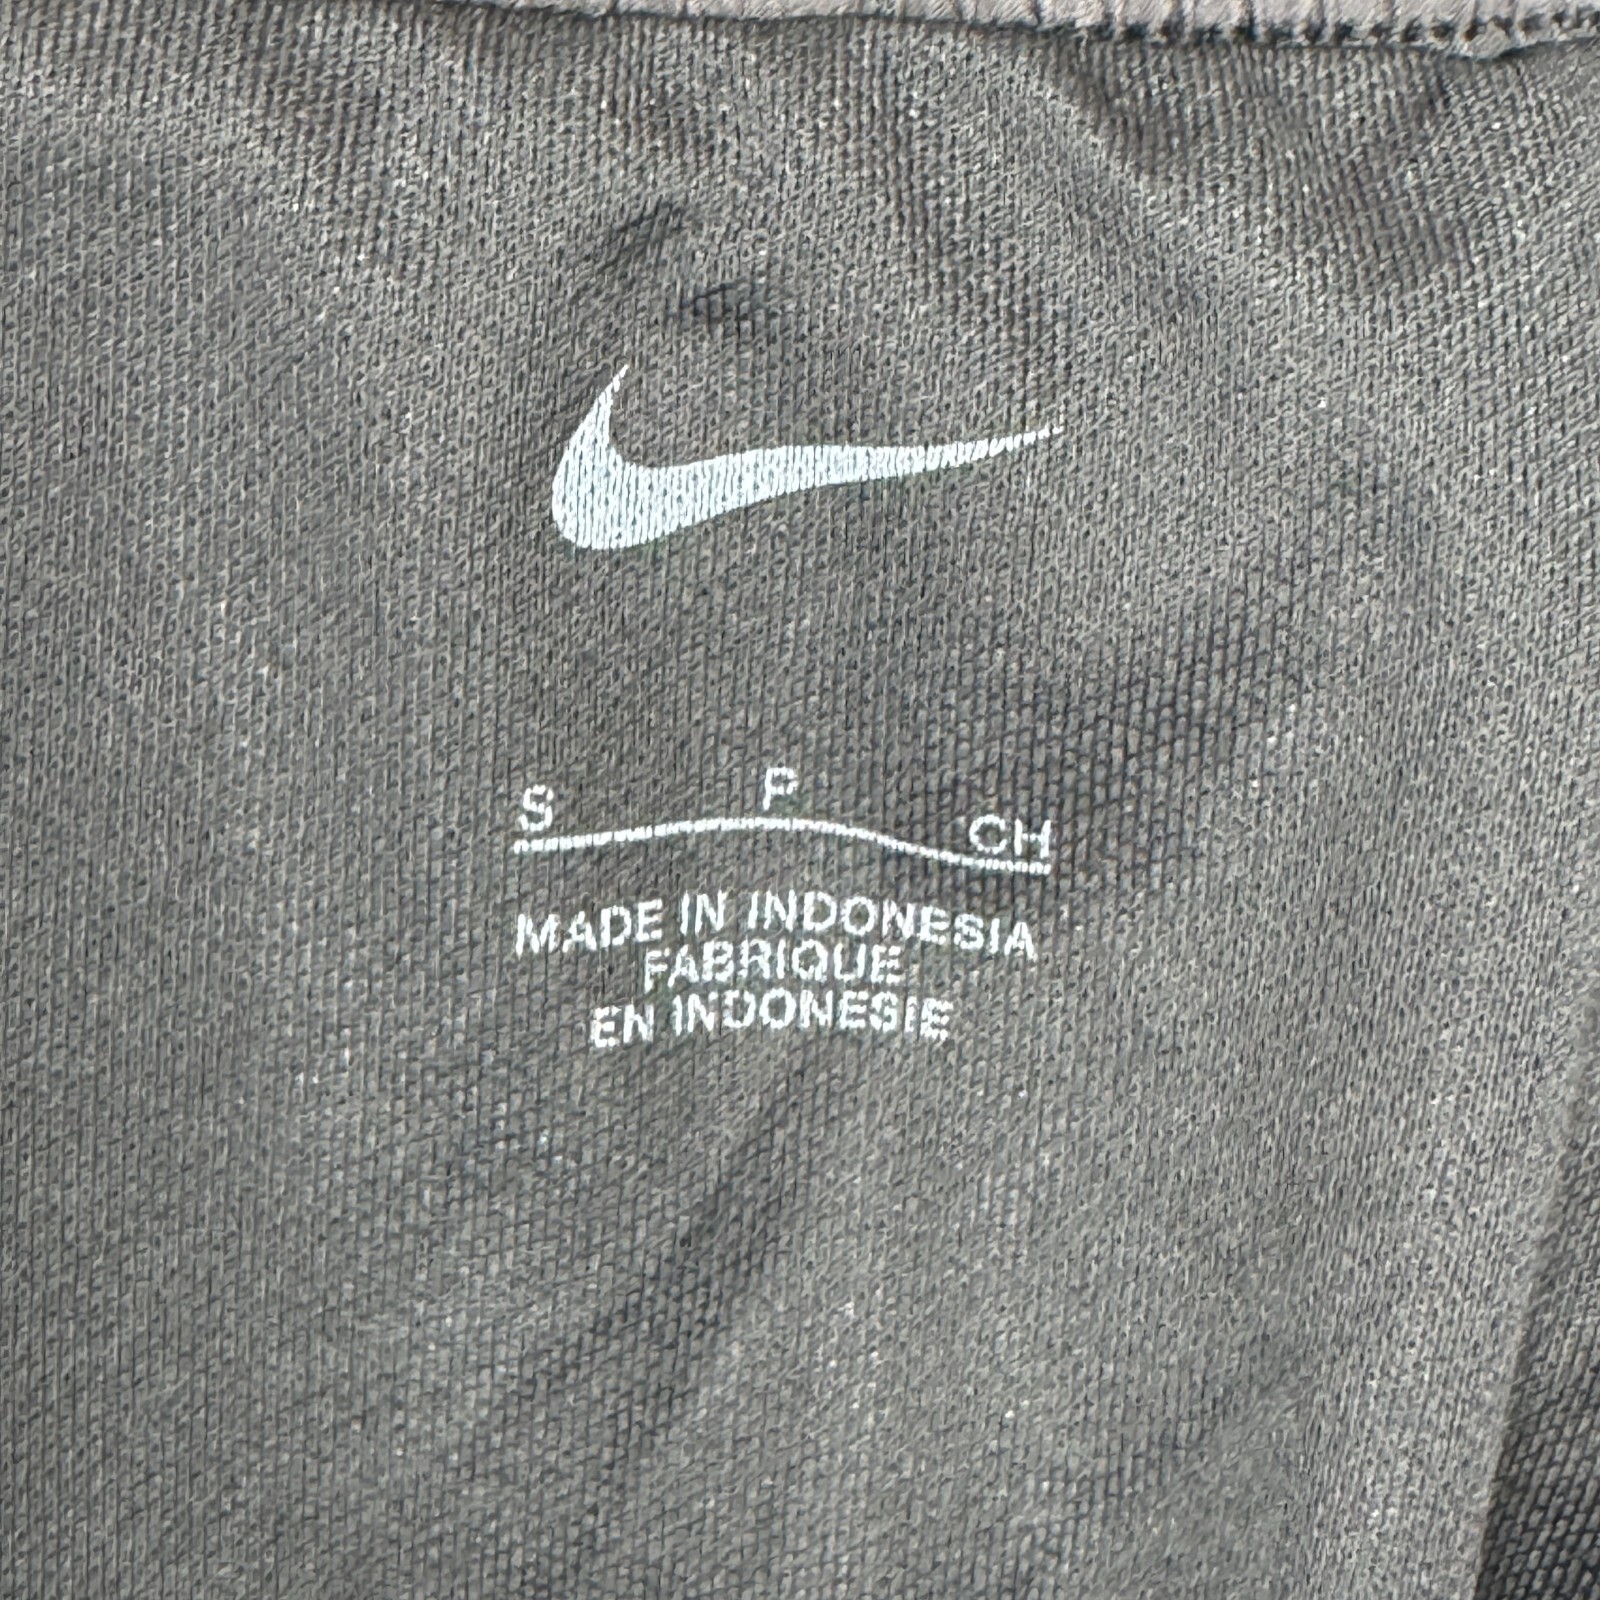 S P CH
MADE IN INDONESIA
FABRIQUE
EN INDONESIE